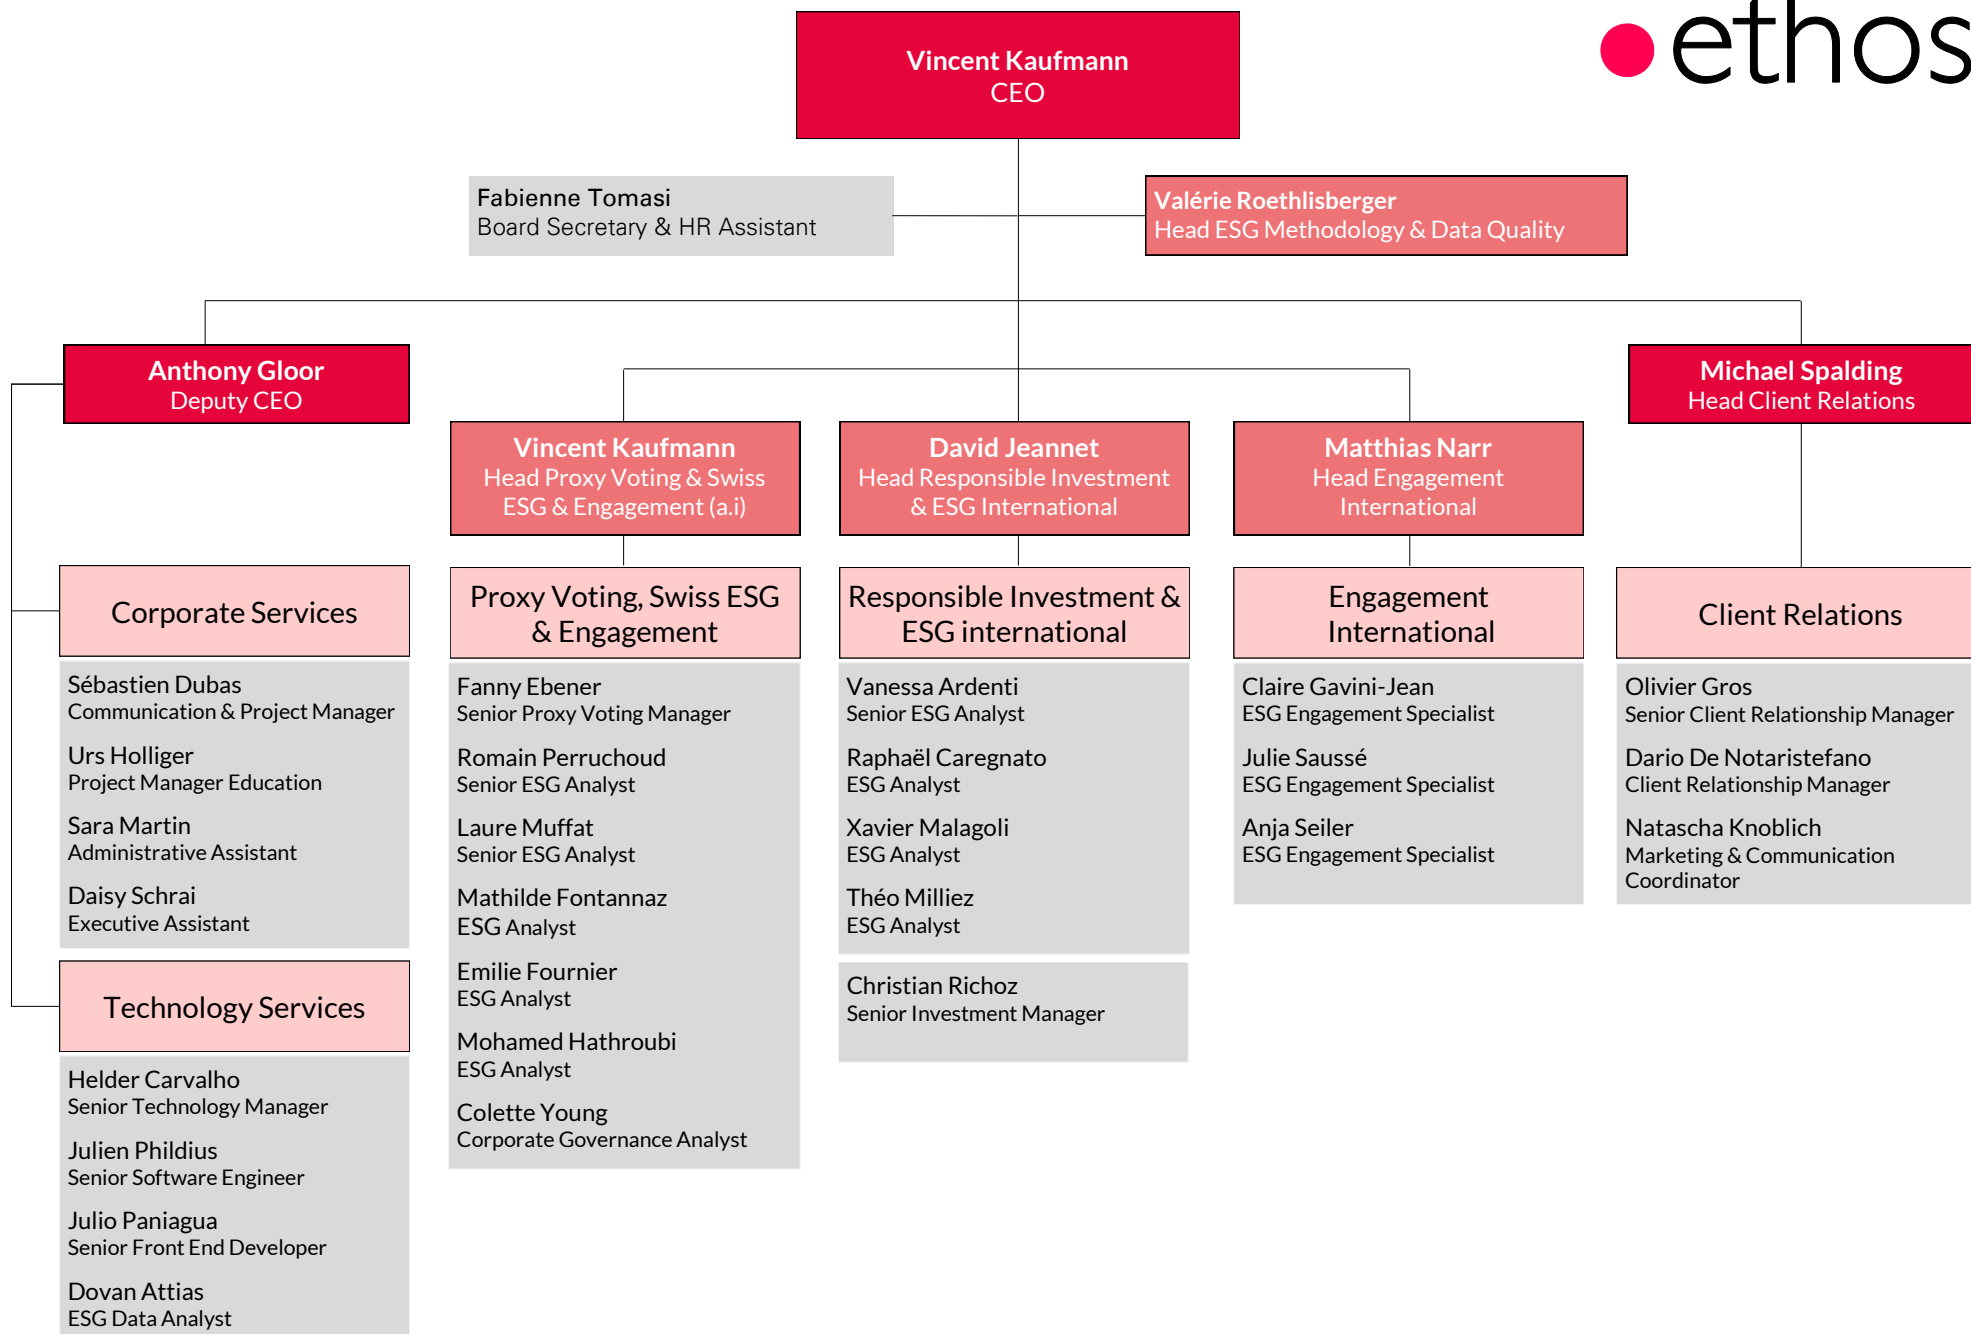 ethos
Vincent Kaufmann
CEO
Fabienne Tomasi
Board Secretary & HR Assistant
Valérie Roethlisberger
Head ESG Methodology & Data Quality
Anthony Gloor
Deputy CEO
Michael Spalding
Head Client Relations
Vincent Kaufmann
Head Proxy Voting & Swiss
ESG & Engagement (a.i)
David Jeannet
Head Responsible Investment
& ESG International
Matthias Narr
Head Engagement
International
Corporate Services
Sébastien Dubas
Communication & Project Manager
Urs Holliger
Project Manager Education
Sara Martin
Administrative Assistant
Daisy Schrai
Executive Assistant
Technology Services
Helder Carvalho
Senior Technology Manager
Julien Phildius
Senior Software Engineer
Julio Paniagua
Senior Front End Developer
Dovan Attias
ESG Data Analyst
Proxy Voting, Swiss ESG
& Engagement
Fanny Ebener
Senior Proxy Voting Manager
Romain Perruchoud
Senior ESG Analyst
Laure Muffat
Senior ESG Analyst
Mathilde Fontannaz
ESG Analyst
Emilie Fournier
ESG Analyst
Mohamed Hathroubi
ESG Analyst
Colette Young
Corporate Governance Analyst
Responsible Investment &
ESG international
Vanessa Ardenti
Senior ESG Analyst
Raphaël Caregnato
ESG Analyst
Xavier Malagoli
ESG Analyst
Théo Milliez
ESG Analyst
Christian Richoz
Senior Investment Manager
Engagement
International
Claire Gavini-Jean
ESG Engagement Specialist
Julie Saussé
ESG Engagement Specialist
Anja Seiler
ESG Engagement Specialist
Client Relations
Olivier Gros
Senior Client Relationship Manager
Dario De Notaristefano
Client Relationship Manager
Natascha Knoblich
Marketing & Communication
Coordinator